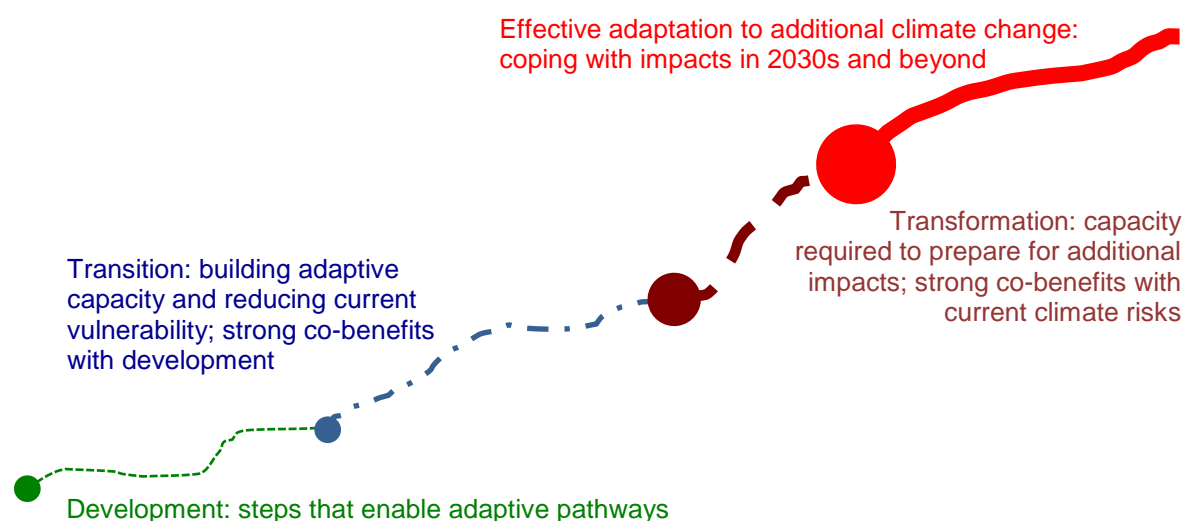 Effective adaptation to additional climate change:
coping with impacts in 2030s and beyond
Transformation: capacity
required to prepare for additional
impacts; strong co-benefits with
current climate risks
Transition: building adaptive
capacity and reducing current
vulnerability; strong co-benefits
with development
Development: steps that enable adaptive pathways